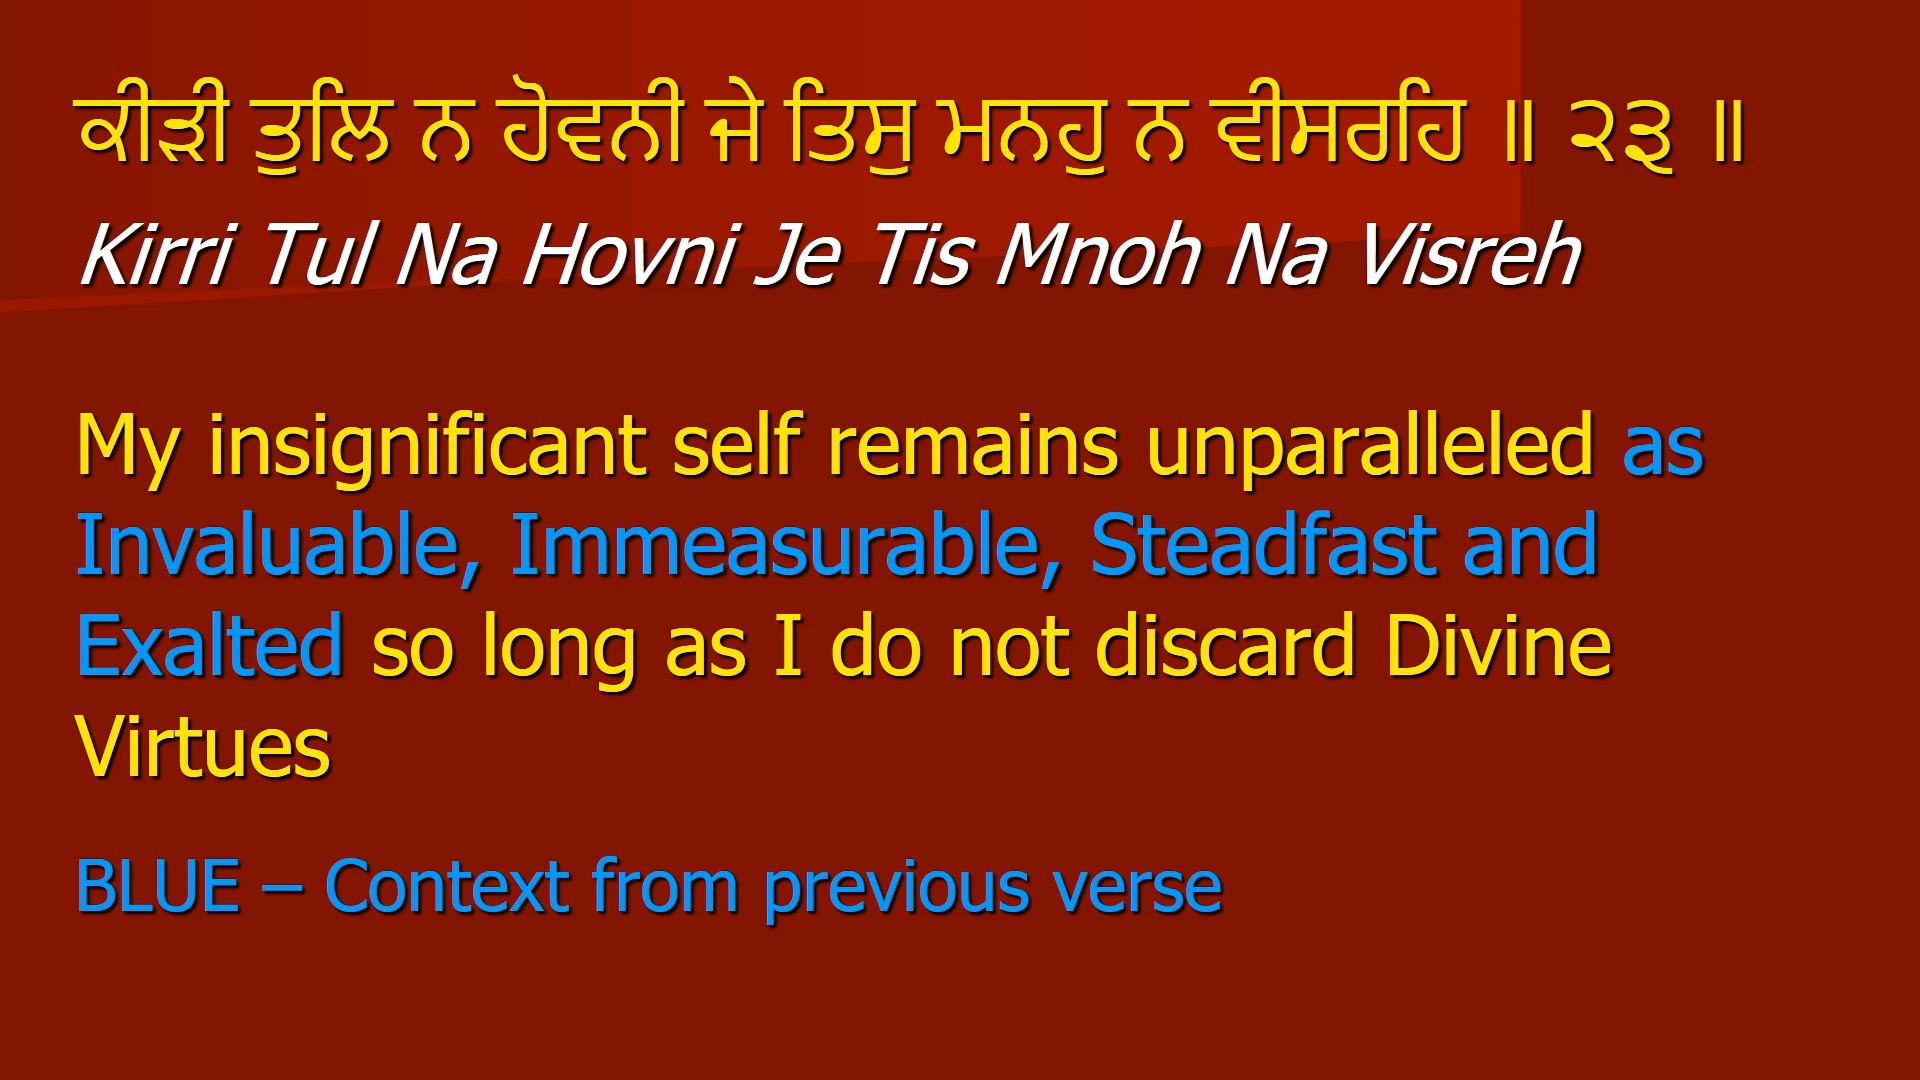 ਕੀੜੀ ਤੁਲਿ ਨ ਹੋਵਨੀ ਜੇ ਤਿਸੁ ਮਨਹੁ ਨ ਵੀਸਰਹਿ ॥ ੨੩ ॥
Kirri Tul Na Hovni Je Tis Mnoh Na Visreh
My insignificant self remains unparalleled as
Invaluable, Immeasurable, Steadfast and
Exalted so long as I do not discard Divine
Virtues
BLUE – Context from previous verse